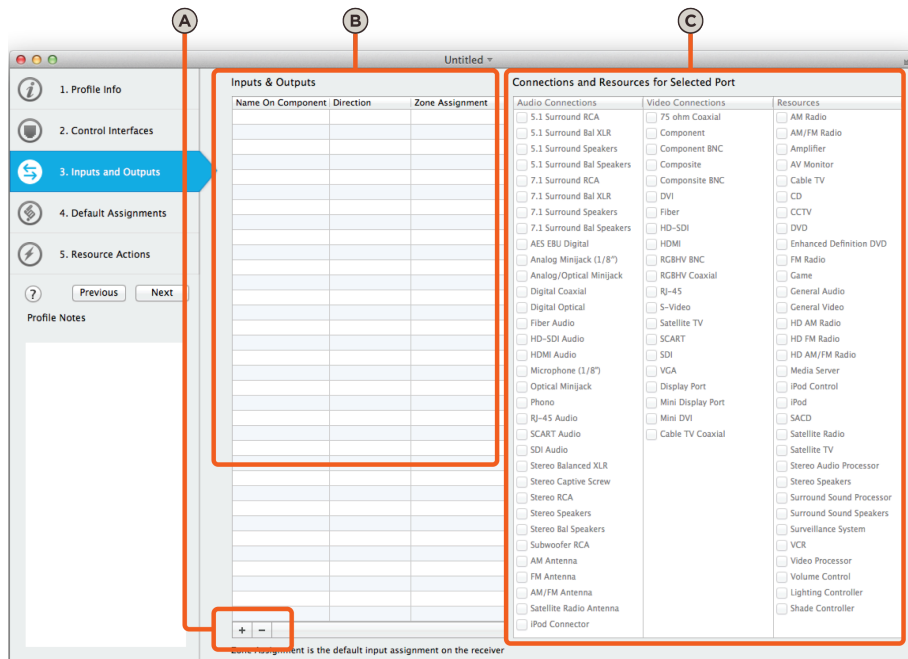 A
B
C
Untitled
1. Profile Info
2. Control Interfaces
3. Inputs and Outputs
4. Default Assignments
5. Resource Actions
?
Previous
Next
Profile Notes
Inputs & Outputs
Name On Component
Direction
Zone Assignment
+
−
Zone Assignment is the default input assignment on the receiver
Connections and Resources for Selected Port
Audio Connections
5.1 Surround RCA
5.1 Surround Bal XLR
5.1 Surround Speakers
5.1 Surround Bal Speakers
7.1 Surround RCA
7.1 Surround Bal XLR
7.1 Surround Speakers
7.1 Surround Bal Speakers
AES EBU Digital
Analog Minijack (1/8")
Analog/Optical Minijack
Digital Coaxial
Digital Optical
Fiber Audio
HD-SDI Audio
HDMI Audio
Microphone (1/8")
Optical Minijack
Phono
RJ-45 Audio
SCART Audio
SDI Audio
Stereo Balanced XLR
Stereo Captive Screw
Stereo RCA
Stereo Speakers
Stereo Bal Speakers
Subwoofer RCA
AM Antenna
FM Antenna
AM/FM Antenna
Satellite Radio Antenna
iPod Connector
Video Connections
75 ohm Coaxial
Component
Component BNC
Composite
Componsite BNC
DVI
Fiber
HD-SDI
HDMI
RGBHV BNC
RGBHV Coaxial
RJ-45
S-Video
Satellite TV
SCART
SDI
VGA
Display Port
Mini Display Port
Mini DVI
Cable TV Coaxial
Resources
AM Radio
AM/FM Radio
Amplifier
AV Monitor
Cable TV
CD
CCTV
DVD
Enhanced Definition DVD
FM Radio
Game
General Audio
General Video
HD AM Radio
HD FM Radio
HD AM/FM Radio
Media Server
iPod Control
iPod
SACD
Satellite Radio
Satellite TV
Stereo Audio Processor
Stereo Speakers
Surround Sound Processor
Surround Sound Speakers
Surveillance System
VCR
Video Processor
Volume Control
Lighting Controller
Shade Controller